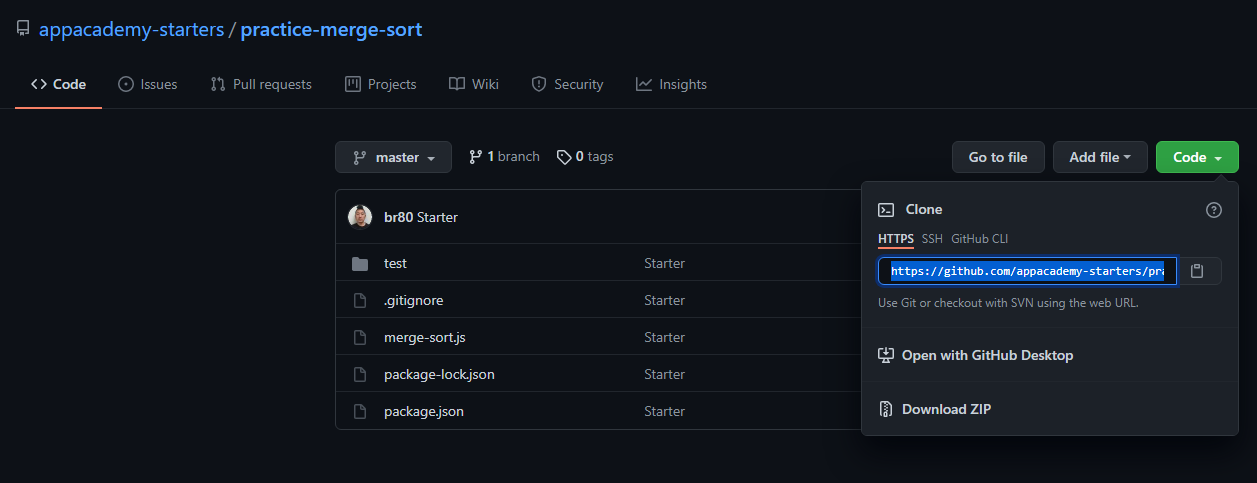 appacademy-starters / practice-merge-sort
Code Issues Pull requests Projects Wiki Security Insights
master 1 branch 0 tags Go to file Add file Code
br80 Starter
test Starter
.gitignore Starter
merge-sort.js Starter
package-lock.json Starter
package.json Starter
Clone
HTTPS SSH GitHub CLI
https://github.com/appacademy-starters/pra
Use Git or checkout with SVN using the web URL.
Open with GitHub Desktop
Download ZIP